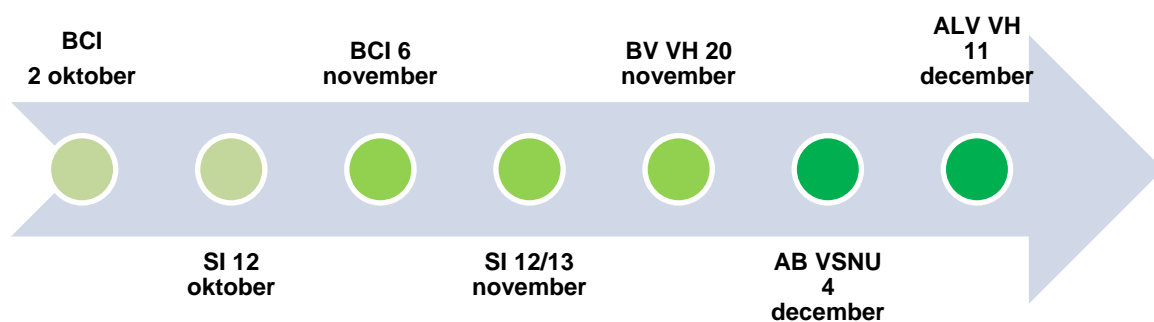 BCI
2 oktober
SI 12
oktober
BCI 6
november
SI 12/13
november
BV VH 20
november
AB VSNU
4
december
ALV VH
11
december